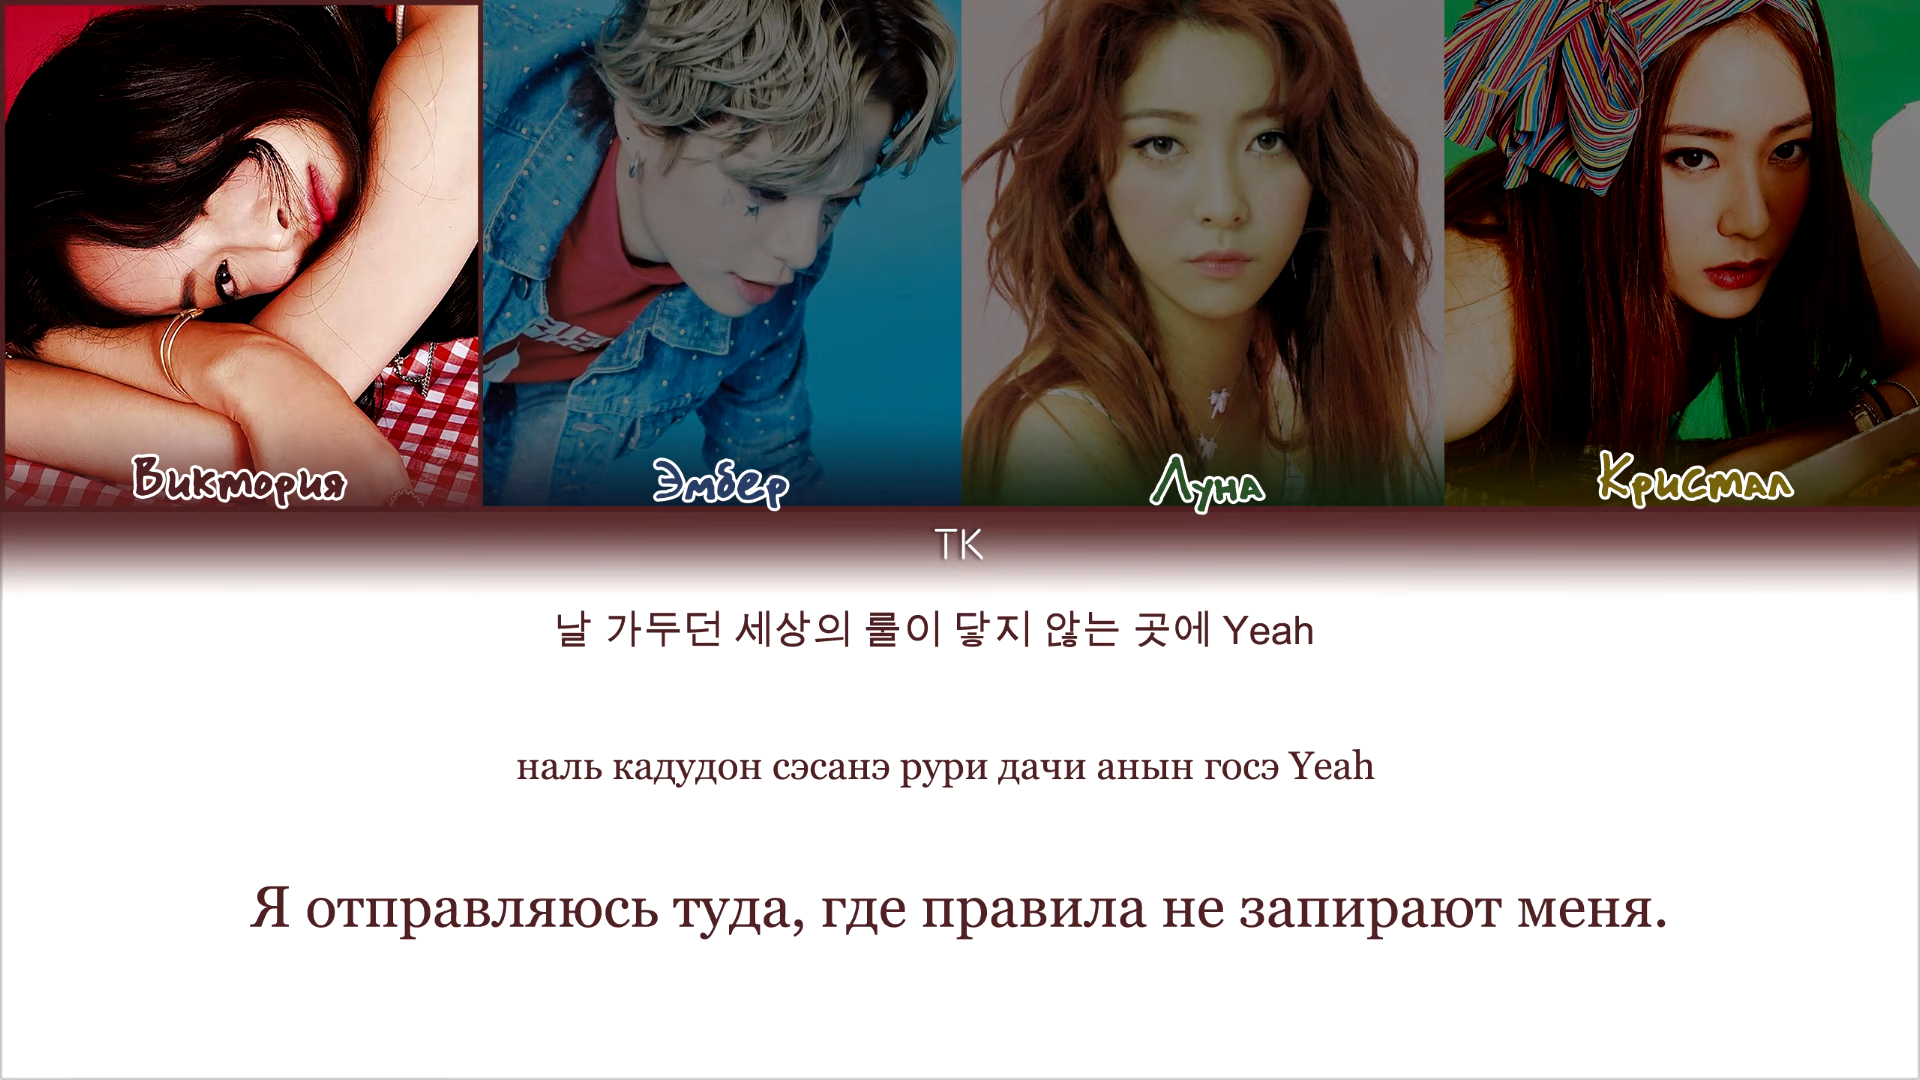 Виктория
Эмбер
Луна
Кристал
TK
날 가두던 세상의 룰이 닿지 않는 곳에 Yeah
наль кадудон сэсанэ рури дачи анын госэ Yeah
Я отправляюсь туда, где правила не запирают меня.